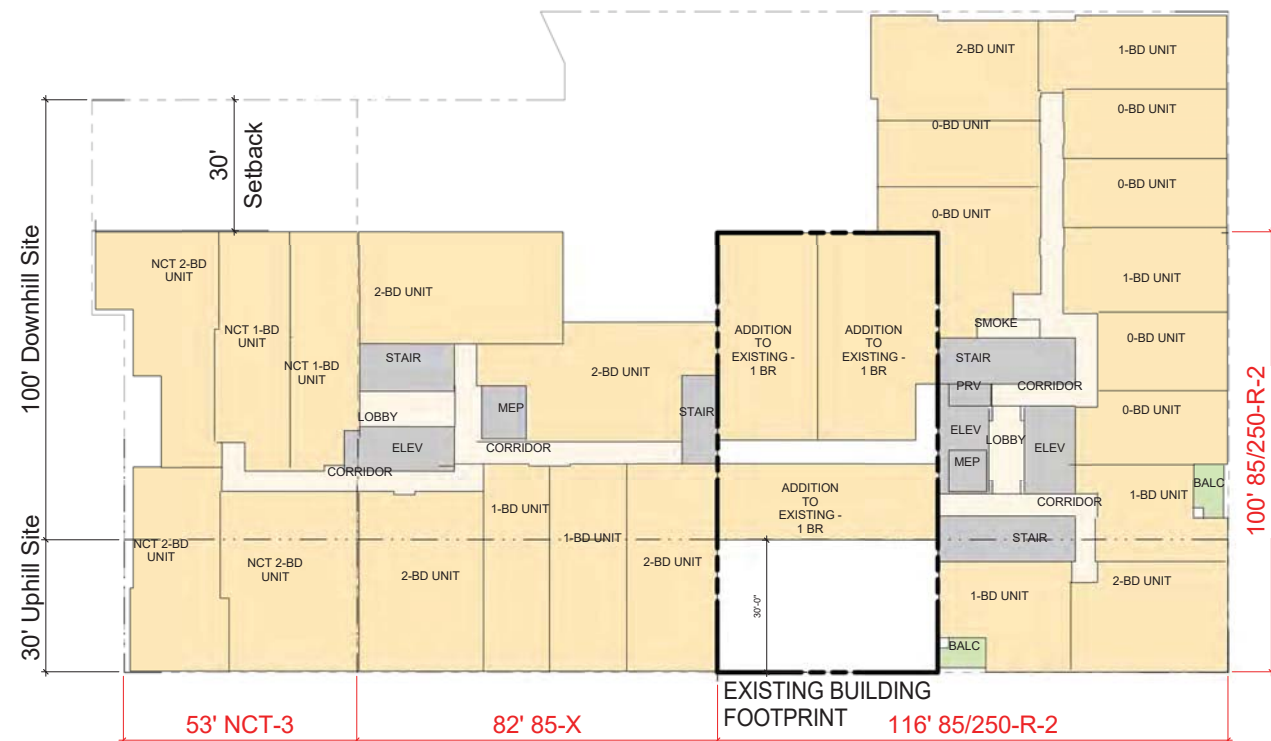 2-BD UNIT
1-BD UNIT
0-BD UNIT
0-BD UNIT
0-BD UNIT
0-BD UNIT
1-BD UNIT
0-BD UNIT
0-BD UNIT
30'
Setback
100' Downhill Site
30' Uphill Site
NCT 2-BD
UNIT
NCT 1-BD
UNIT
NCT 1-BD
UNIT
2-BD UNIT
2-BD UNIT
STAIR
LOBBY
ELEV
MEP
STAIR
CORRIDOR
CORRIDOR
ADDITION
TO
EXISTING -
1 BR
ADDITION
TO
EXISTING -
1 BR
SMOKE
STAIR
PRV
CORRIDOR
ELEV
LOBBY
ELEV
MEP
CORRIDOR
1-BD UNIT
BALC
STAIR
ADDITION
TO
EXISTING -
1 BR
NCT 2-BD
UNIT
NCT 2-BD
UNIT
2-BD UNIT
1-BD UNIT
1-BD UNIT
2-BD UNIT
30'-0"
1-BD UNIT
2-BD UNIT
BALC
100' 85/250-R-2
EXISTING BUILDING
FOOTPRINT
53' NCT-3
82' 85-X
116' 85/250-R-2